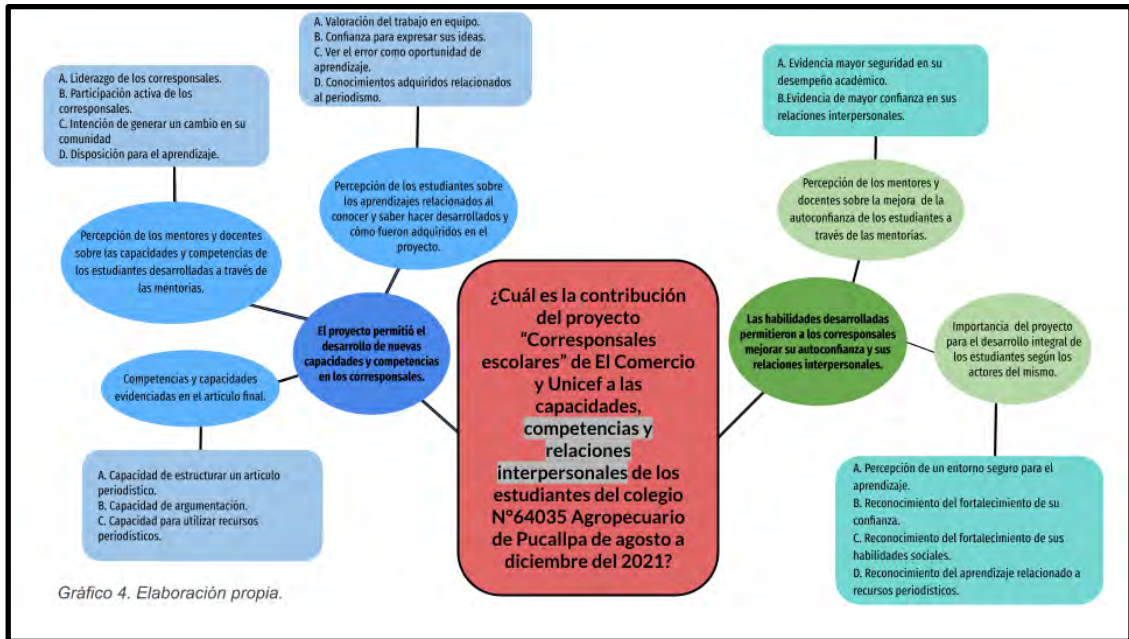 A. Valoración del trabajo en equipo.
B. Confianza para expresar sus ideas.
C. Ver el error como oportunidad de
aprendizaje.
D. Conocimientos adquiridos relacionados
al periodismo.
A. Liderazgo de los corresponsales.
B. Participación activa de los
corresponsales.
C. Intención de generar un cambio en su
comunidad
D. Disposición para el aprendizaje.
Percepción de los estudiantes sobre
los aprendizajes relacionados al
conocer y saber hacer desarrollados y
cómo fueron adquiridos en el
proyecto.
Percepción de los mentores y docentes
sobre las capacidades y competencias de
los estudiantes desarrolladas a través de
las mentorías.
El proyecto permitió el
desarrollo de nuevas
capacidades y competencias
en los corresponsales.
Competencias y capacidades
evidenciadas en el artículo final.
A. Capacidad de estructurar un artículo
periodístico.
B. Capacidad de argumentación.
C. Capacidad para utilizar recursos
periodísticos.
¿Cuál es la contribución
del proyecto
“Corresponsales
escolares” de El Comercio
y Unicef a las
capacidades,
competencias y
relaciones
interpersonales de los
estudiantes del colegio
N°64035 Agropecuario
de Pucallpa de agosto a
diciembre del 2021?
A. Evidencia mayor seguridad en su
desempeño académico.
B.Evidencia de mayor confianza en sus
relaciones interpersonales.
Percepción de los mentores y
docentes sobre la mejora de la
autoconfianza de los estudiantes a
través de las mentorías.
Las habilidades desarrolladas
permitieron a los corresponsales
mejorar su autoconfianza y sus
relaciones interpersonales.
Importancia del proyecto
para el desarrollo integral de
los estudiantes según los
actores del mismo.
A. Percepción de un entorno seguro para el
aprendizaje.
B. Reconocimiento del fortalecimiento de su
confianza.
C. Reconocimiento del fortalecimiento de sus
habilidades sociales.
D. Reconocimiento del aprendizaje relacionado a
recursos periodísticos.
Gráfico 4. Elaboración propia.